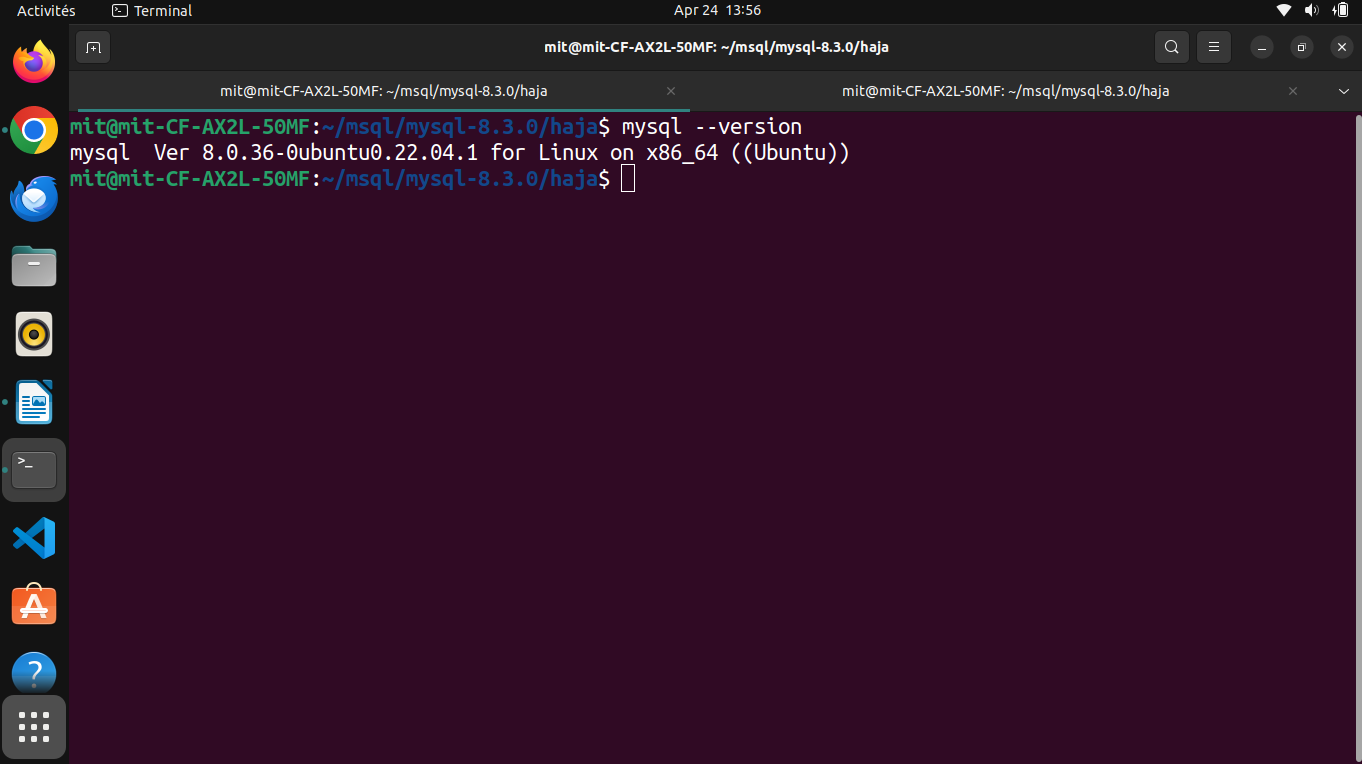 Activités Terminal Apr 24 13:56
mit@mit-CF-AX2L-50MF: ~/msql/mysql-8.3.0/haja
mit@mit-CF-AX2L-50MF: ~/msql/mysql-8.3.0/haja mit@mit-CF-AX2L-50MF: ~/msql/mysql-8.3.0/haja
mit@mit-CF-AX2L-50MF:~/msql/mysql-8.3.0/haja$ mysql --version
mysql  Ver 8.0.36-0ubuntu0.22.04.1 for Linux on x86_64 ((Ubuntu))
mit@mit-CF-AX2L-50MF:~/msql/mysql-8.3.0/haja$